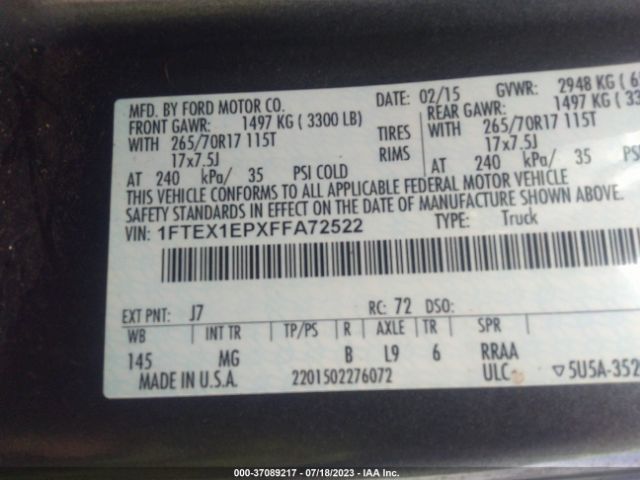 MFD. BY FORD MOTOR CO.
DATE: 02/15 GVWR: 2948 KG
FRONT GAWR: 1497 KG ( 3300 LB) REAR GAWR: 1497 KG
WITH 265/70R17 115T TIRES WITH 265/70R17 115T
17x7.5J RIMS 17x7.5J
AT 240 kPa/ 35 PSI COLD AT 240 kPa/ 35 PSI
THIS VEHICLE CONFORMS TO ALL APPLICABLE FEDERAL MOTOR VEHICLE
SAFETY STANDARDS IN EFFECT ON THE DATE OF MANUFACTURE SHOWN ABOVE.
VIN: 1FTEX1EPXFFA72522 TYPE: Truck
EXT PNT: J7 RC: 72 DSO:
WB INT TR TP/PS R AXLE TR SPR
145 MG B L9 6 RRAA
MADE IN U.S.A. 2201502276072 ULC ▽5U5A-352
000-37089217 - 07/18/2023 - IAA Inc.